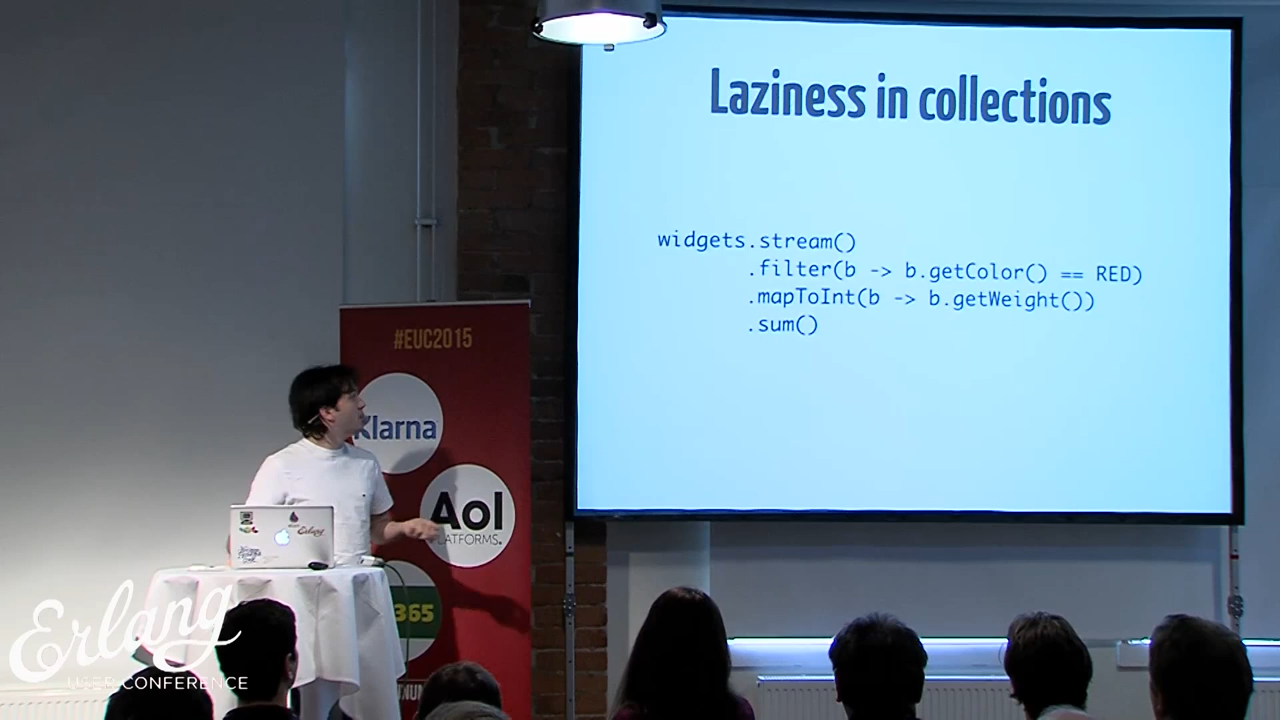 Laziness in collections
widgets.stream()
.filter(b -> b.getColor() == RED)
.mapToInt(b -> b.getWeight())
.sum()
#EUC2015
Klarna
Aol
PLATFORMS.
365
Erlang
Erlang
USER CONFERENCE